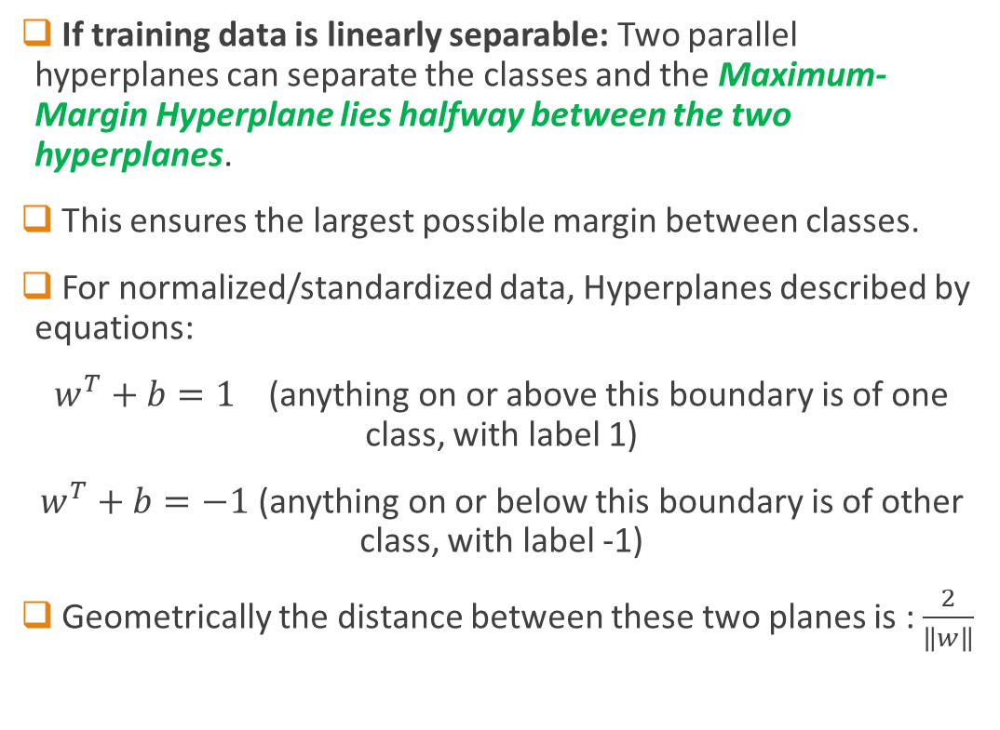 ❑ If training data is linearly separable: Two parallel
hyperplanes can separate the classes and the Maximum-
Margin Hyperplane lies halfway between the two
hyperplanes.
❑ This ensures the largest possible margin between classes.
❑ For normalized/standardized data, Hyperplanes described by
equations:
$w^T + b = 1$ (anything on or above this boundary is of one
class, with label 1)
$w^T + b = -1$ (anything on or below this boundary is of other
class, with label -1)
❑ Geometrically the distance between these two planes is : $\frac{2}{\|w\|}$